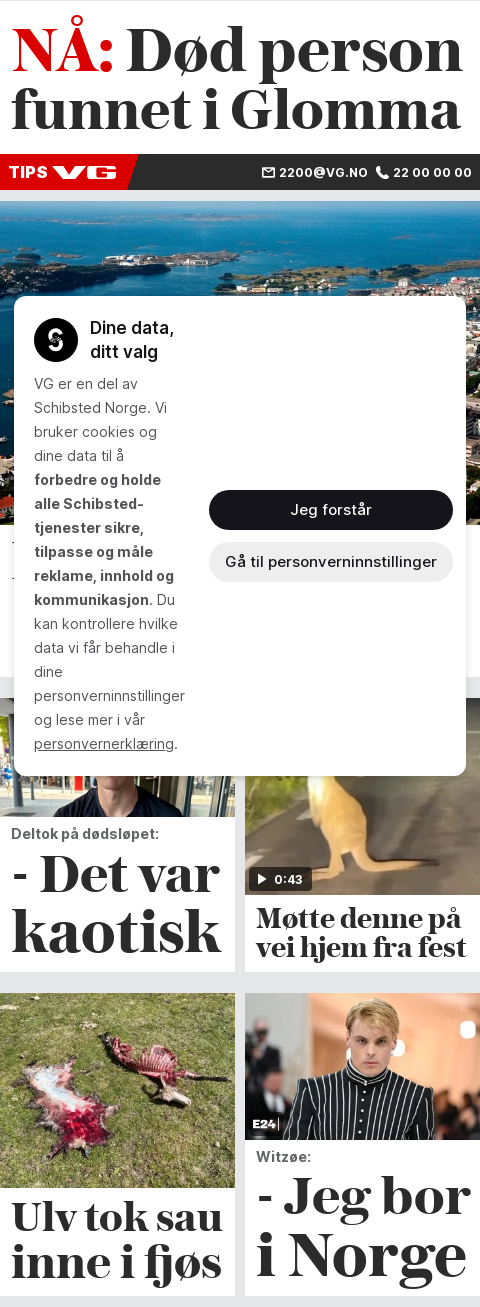 NÅ: Død person
funnet i Glomma
TIPS VG
2200@VG.NO 22 00 00 00
Dine data,
ditt valg
VG er en del av
Schibsted Norge. Vi
bruker cookies og
dine data til å
forbedre og holde
alle Schibsted-
tjenester sikre,
tilpasse og måle
reklame, innhold og
kommunikasjon. Du
kan kontrollere hvilke
data vi får behandle i
dine
personverninnstillinger
og lese mer i vår
personvernerklæring.
Jeg forstår
Gå til personverninnstillinger
Deltok på dødsløpet:
- Det var
kaotisk
0:43
Møtte denne på
vei hjem fra fest
Ulv tok sau
inne i fjøs
E24
Witzøe:
- Jeg bor
i Norge